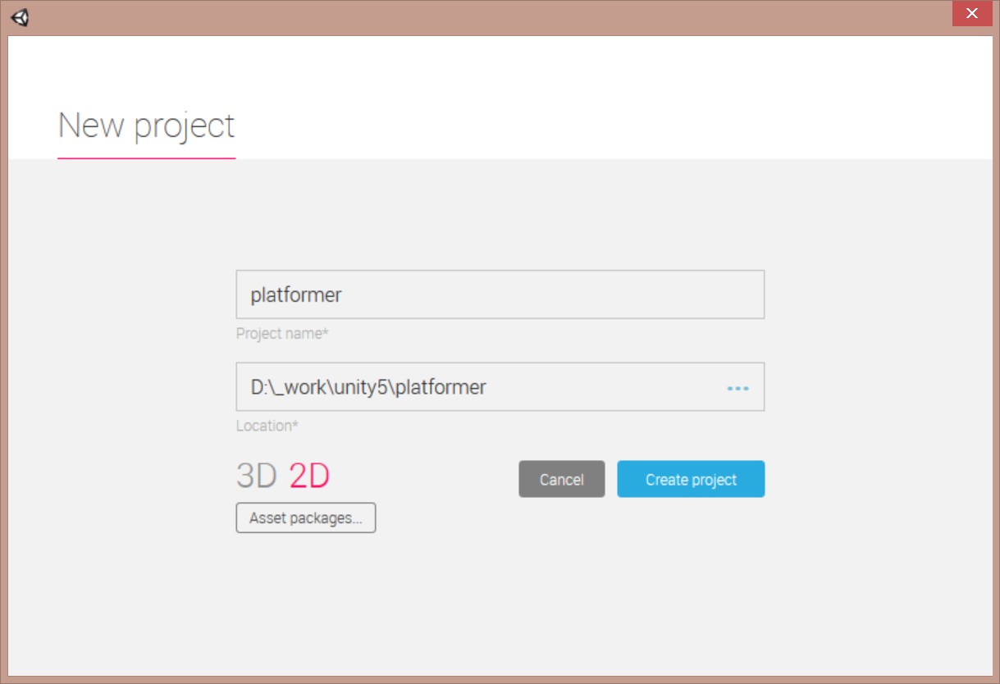 New project
platformer
Project name*
D:\_work\unity5\platformer
Location*
3D 2D
Cancel
Create project
Asset packages...